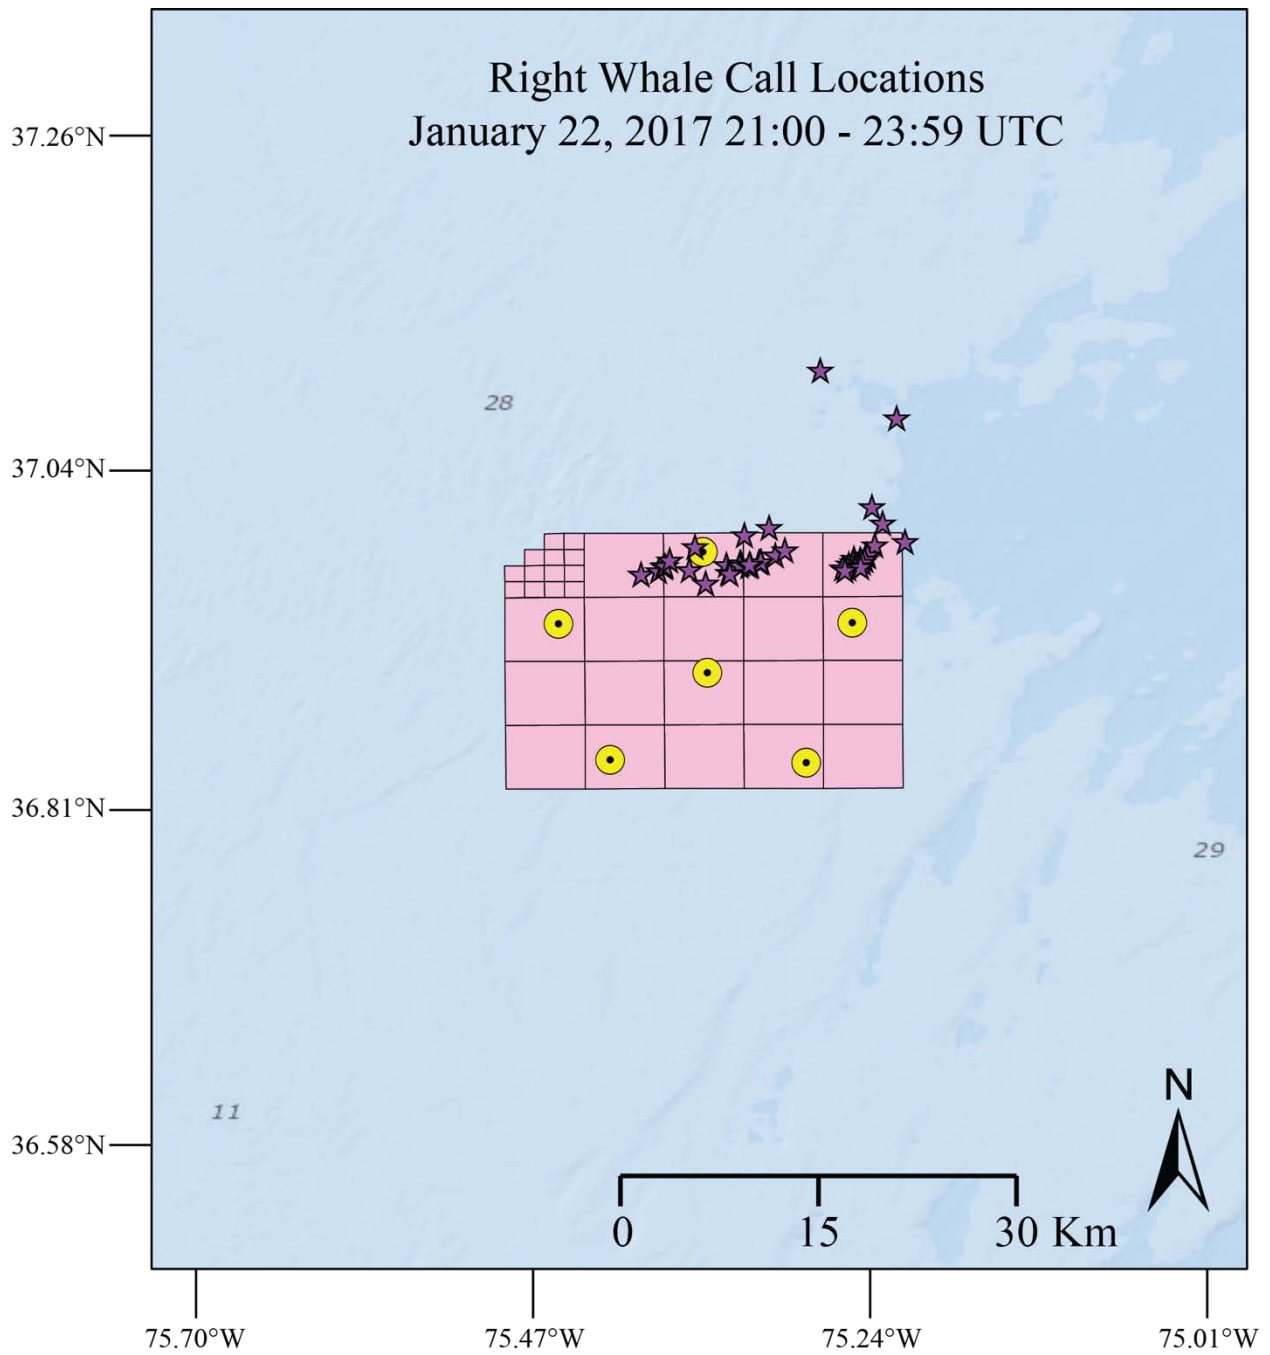 Right Whale Call Locations
January 22, 2017 21:00 - 23:59 UTC
37.26°N
28
37.04°N
36.81°N
29
11
N
36.58°N
0 15 30 Km
75.70°W 75.47°W 75.24°W 75.01°W